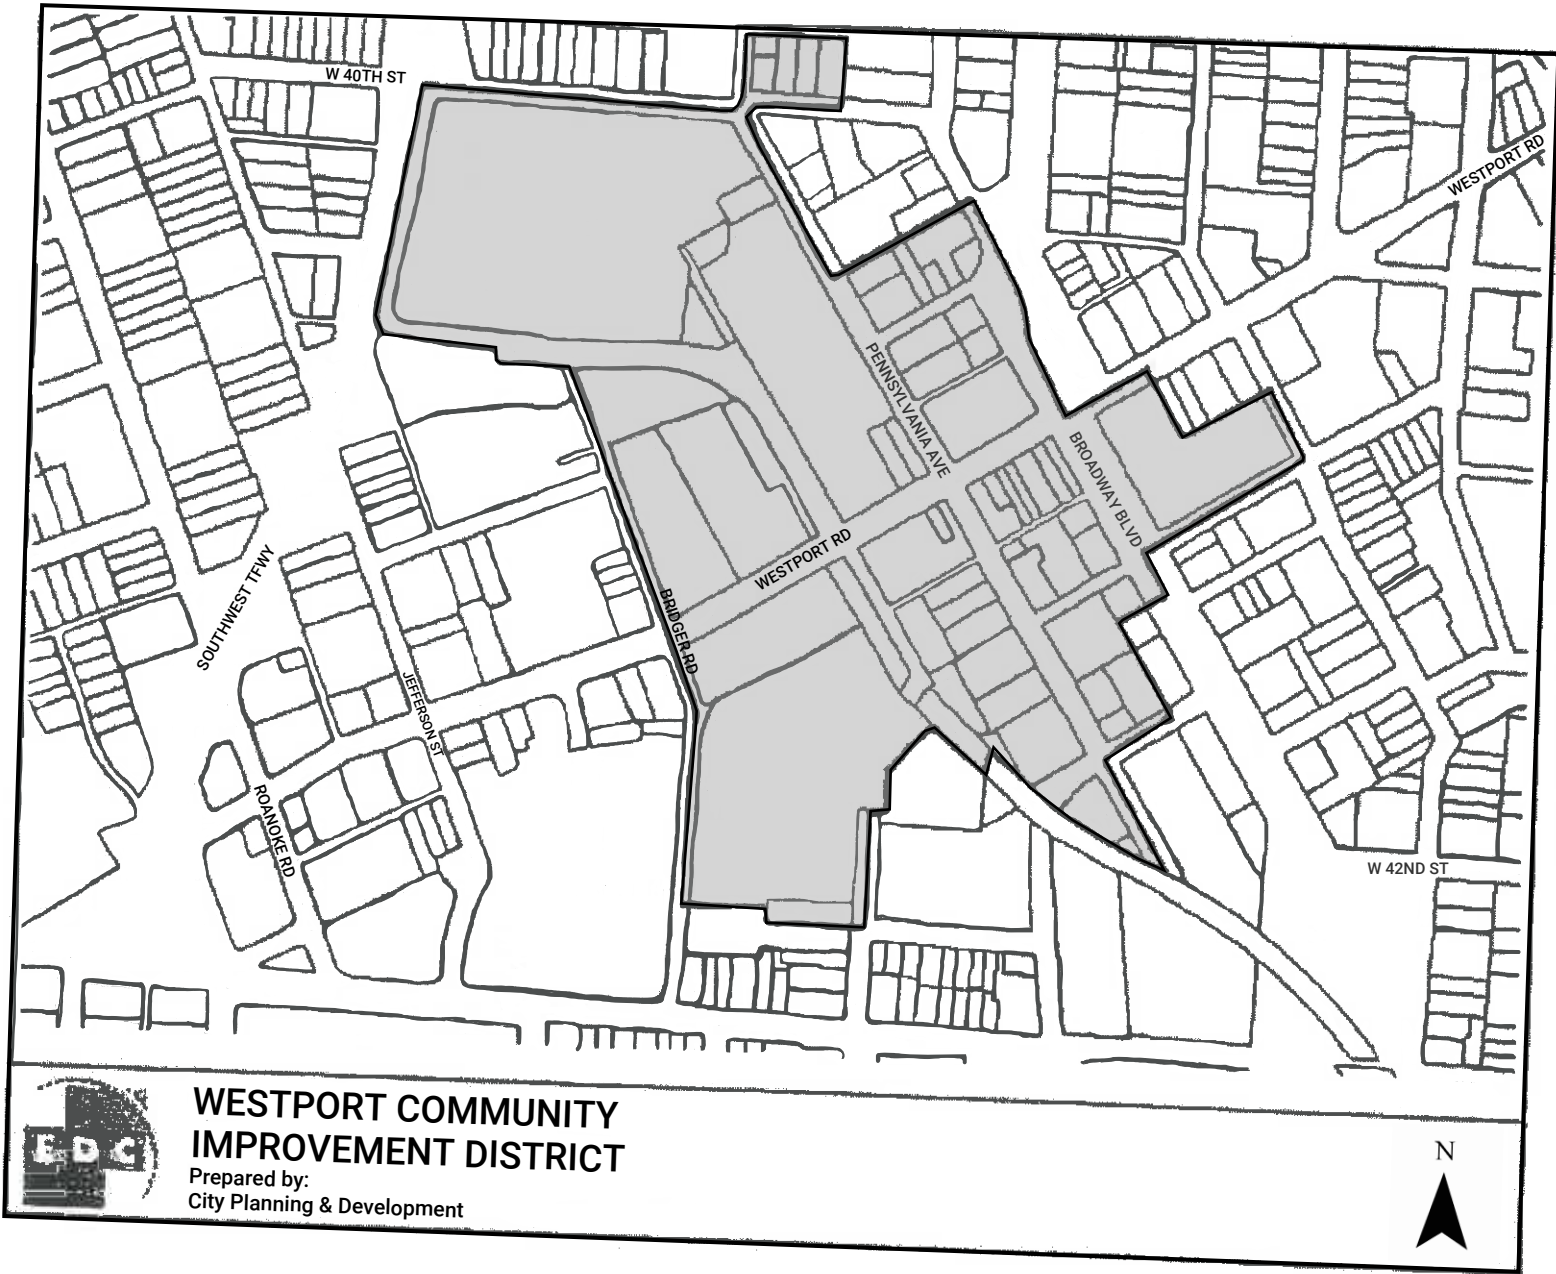 W 40TH ST
WESTPORT RD
PENNSYLVANIA AVE
BROADWAY BLVD
WESTPORT RD
SOUTHWEST TFWY
BRIDGER RD
JEFFERSON ST
ROANOKE RD
W 42ND ST
EDC
WESTPORT COMMUNITY
IMPROVEMENT DISTRICT
Prepared by:
City Planning & Development
N